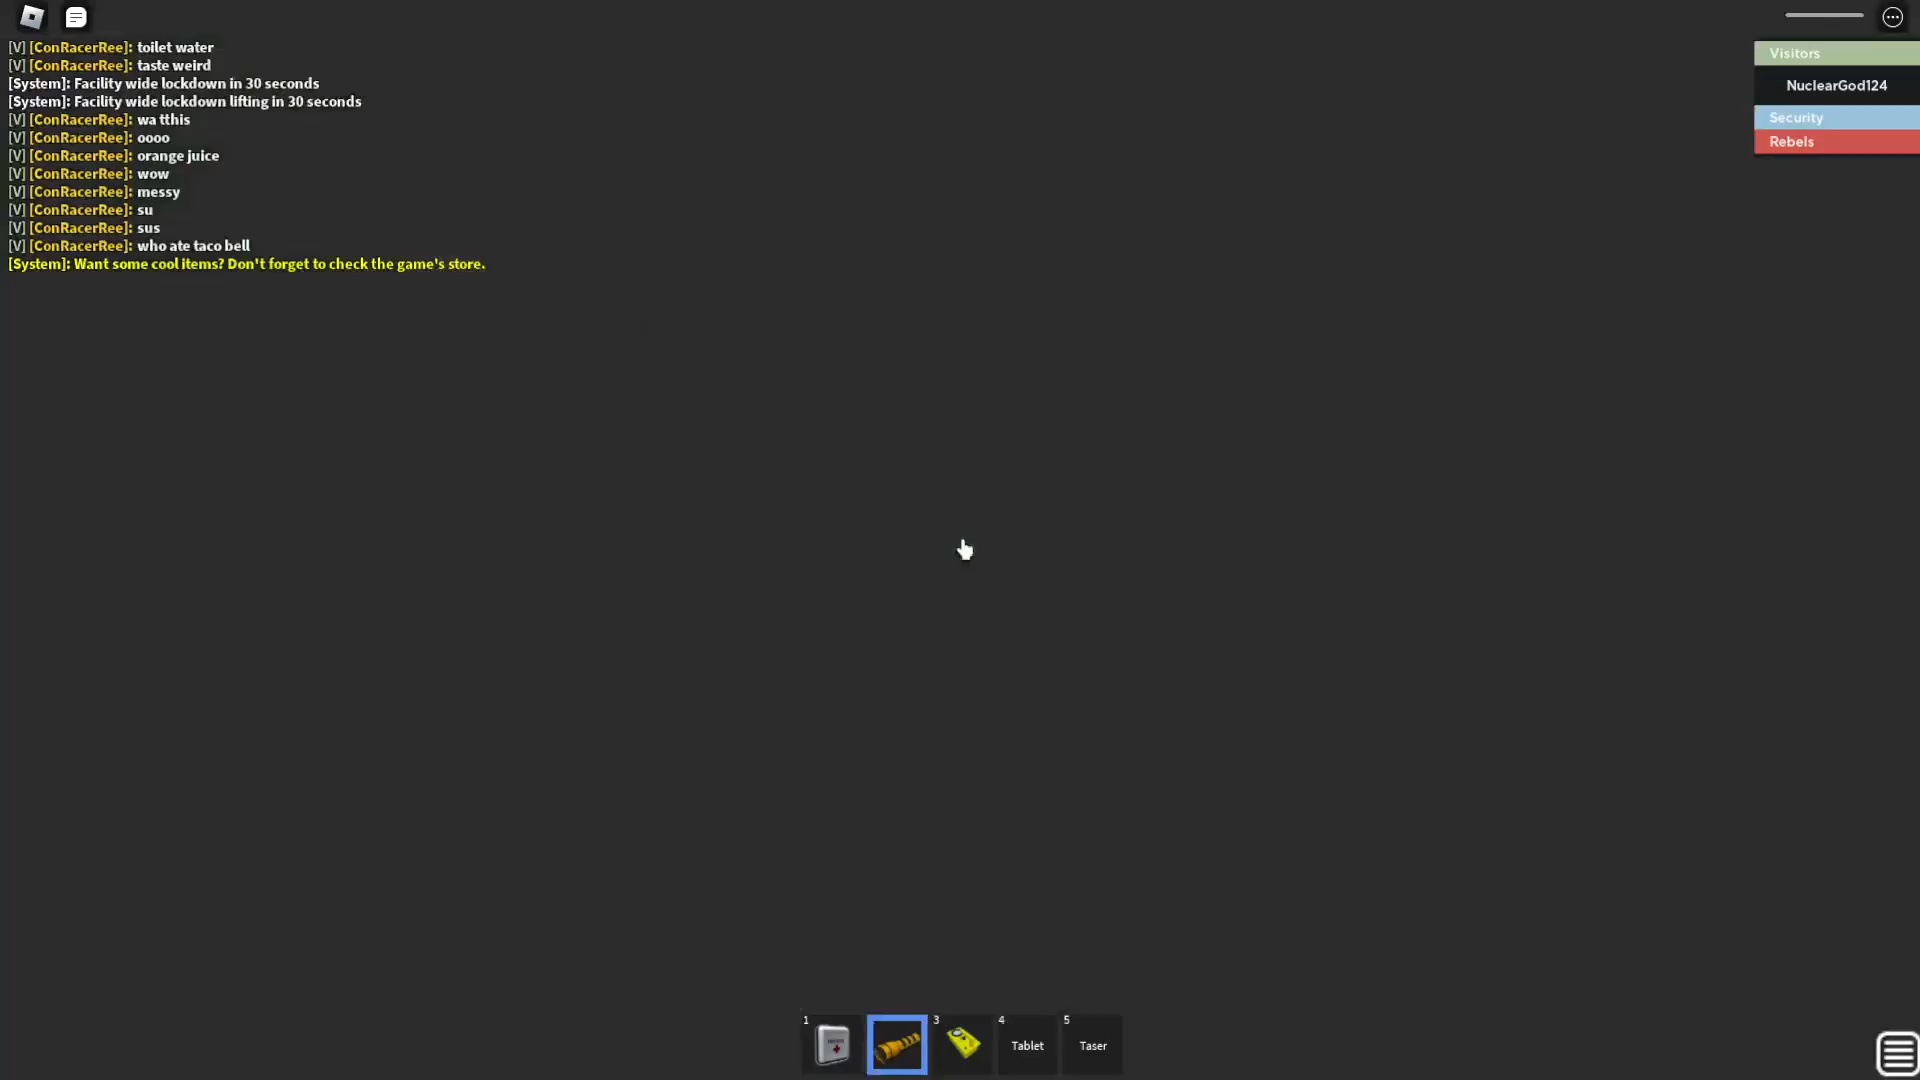 [V] [ConRacerRee]: toilet water
[V] [ConRacerRee]: taste weird
[System]: Facility wide lockdown in 30 seconds
[System]: Facility wide lockdown lifting in 30 seconds
[V] [ConRacerRee]: wa tthis
[V] [ConRacerRee]: oooo
[V] [ConRacerRee]: orange juice
[V] [ConRacerRee]: wow
[V] [ConRacerRee]: messy
[V] [ConRacerRee]: su
[V] [ConRacerRee]: sus
[V] [ConRacerRee]: who ate taco bell
[System]: Want some cool items? Don't forget to check the game's store.
Visitors
NuclearGod124
Security
Rebels
1
3
4
Tablet
5
Taser